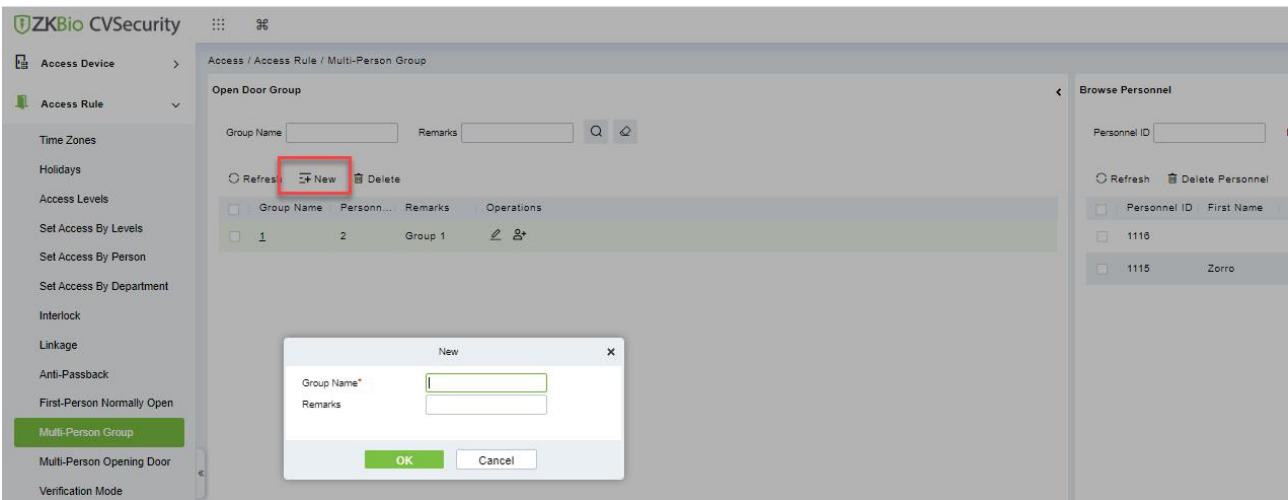 ZKBio CVSecurity
Access Device
Access Rule
Time Zones
Holidays
Access Levels
Set Access By Levels
Set Access By Person
Set Access By Department
Interlock
Linkage
Anti-Passback
First-Person Normally Open
Multi-Person Group
Multi-Person Opening Door
Verification Mode
Access / Access Rule / Multi-Person Group
Open Door Group
Group Name Remarks
Refresh New Delete
Group Name Personn... Remarks Operations
1 2 Group 1
New
Group Name*
Remarks
OK Cancel
Browse Personnel
Personnel ID
Refresh Delete Personnel
Personnel ID First Name
1116
1115 Zorro